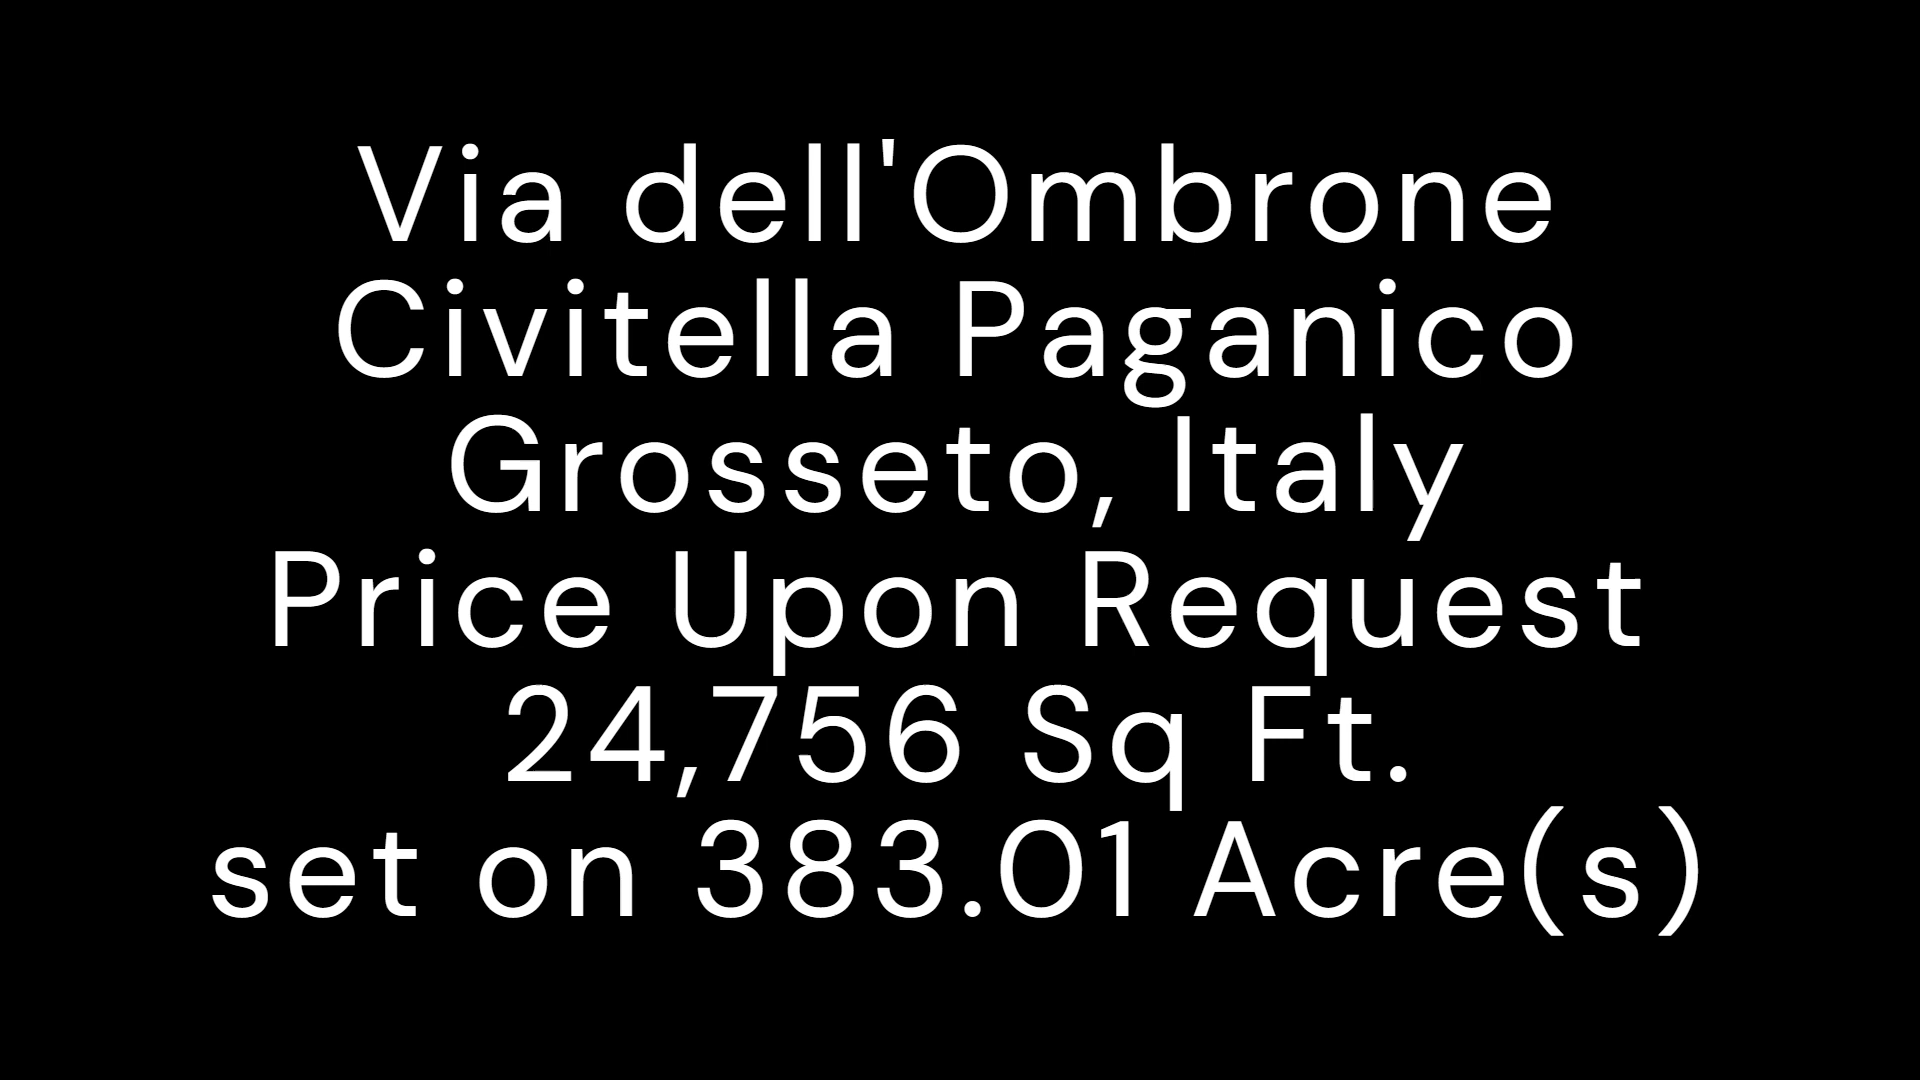 Via dell'Ombrone
Civitella Paganico
Grosseto, Italy
Price Upon Request
24,756 Sq Ft.
set on 383.01 Acre(s)